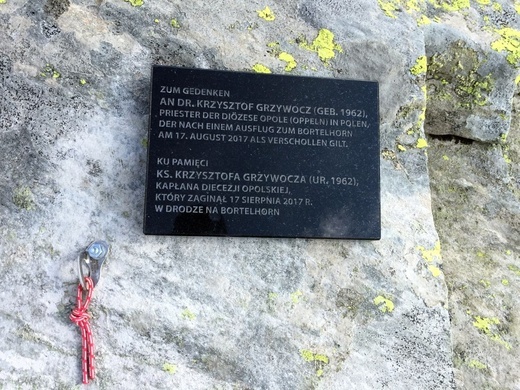 ZUM GEDENKEN
AN DR. KRZYSZTOF GRZYWOCZ (GEB. 1962),
PRIESTER DER DIÖZESE OPOLE (OPPELN) IN POLEN,
DER NACH EINEM AUSFLUG ZUM BORTELHORN
AM 17. AUGUST 2017 ALS VERSCHOLLEN GILT.
KU PAMIĘCI
KS. KRZYSZTOFA GRZYWOCZA (UR. 1962),
KAPŁANA DIECEZJI OPOLSKIEJ,
KTÓRY ZAGINĄŁ 17 SIERPNIA 2017 R.
W DRODZE NA BORTELHORN